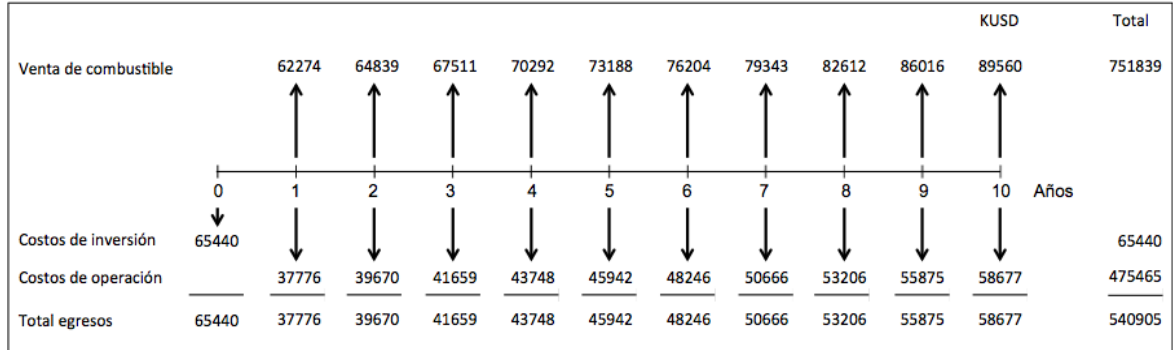 KUSD Total
Venta de combustible 62274 64839 67511 70292 73188 76204 79343 82612 86016 89560 751839
0 1 2 3 4 5 6 7 8 9 10 Años
Costos de inversión 65440 65440
Costos de operación 37776 39670 41659 43748 45942 48246 50666 53206 55875 58677 475465
Total egresos 65440 37776 39670 41659 43748 45942 48246 50666 53206 55875 58677 540905